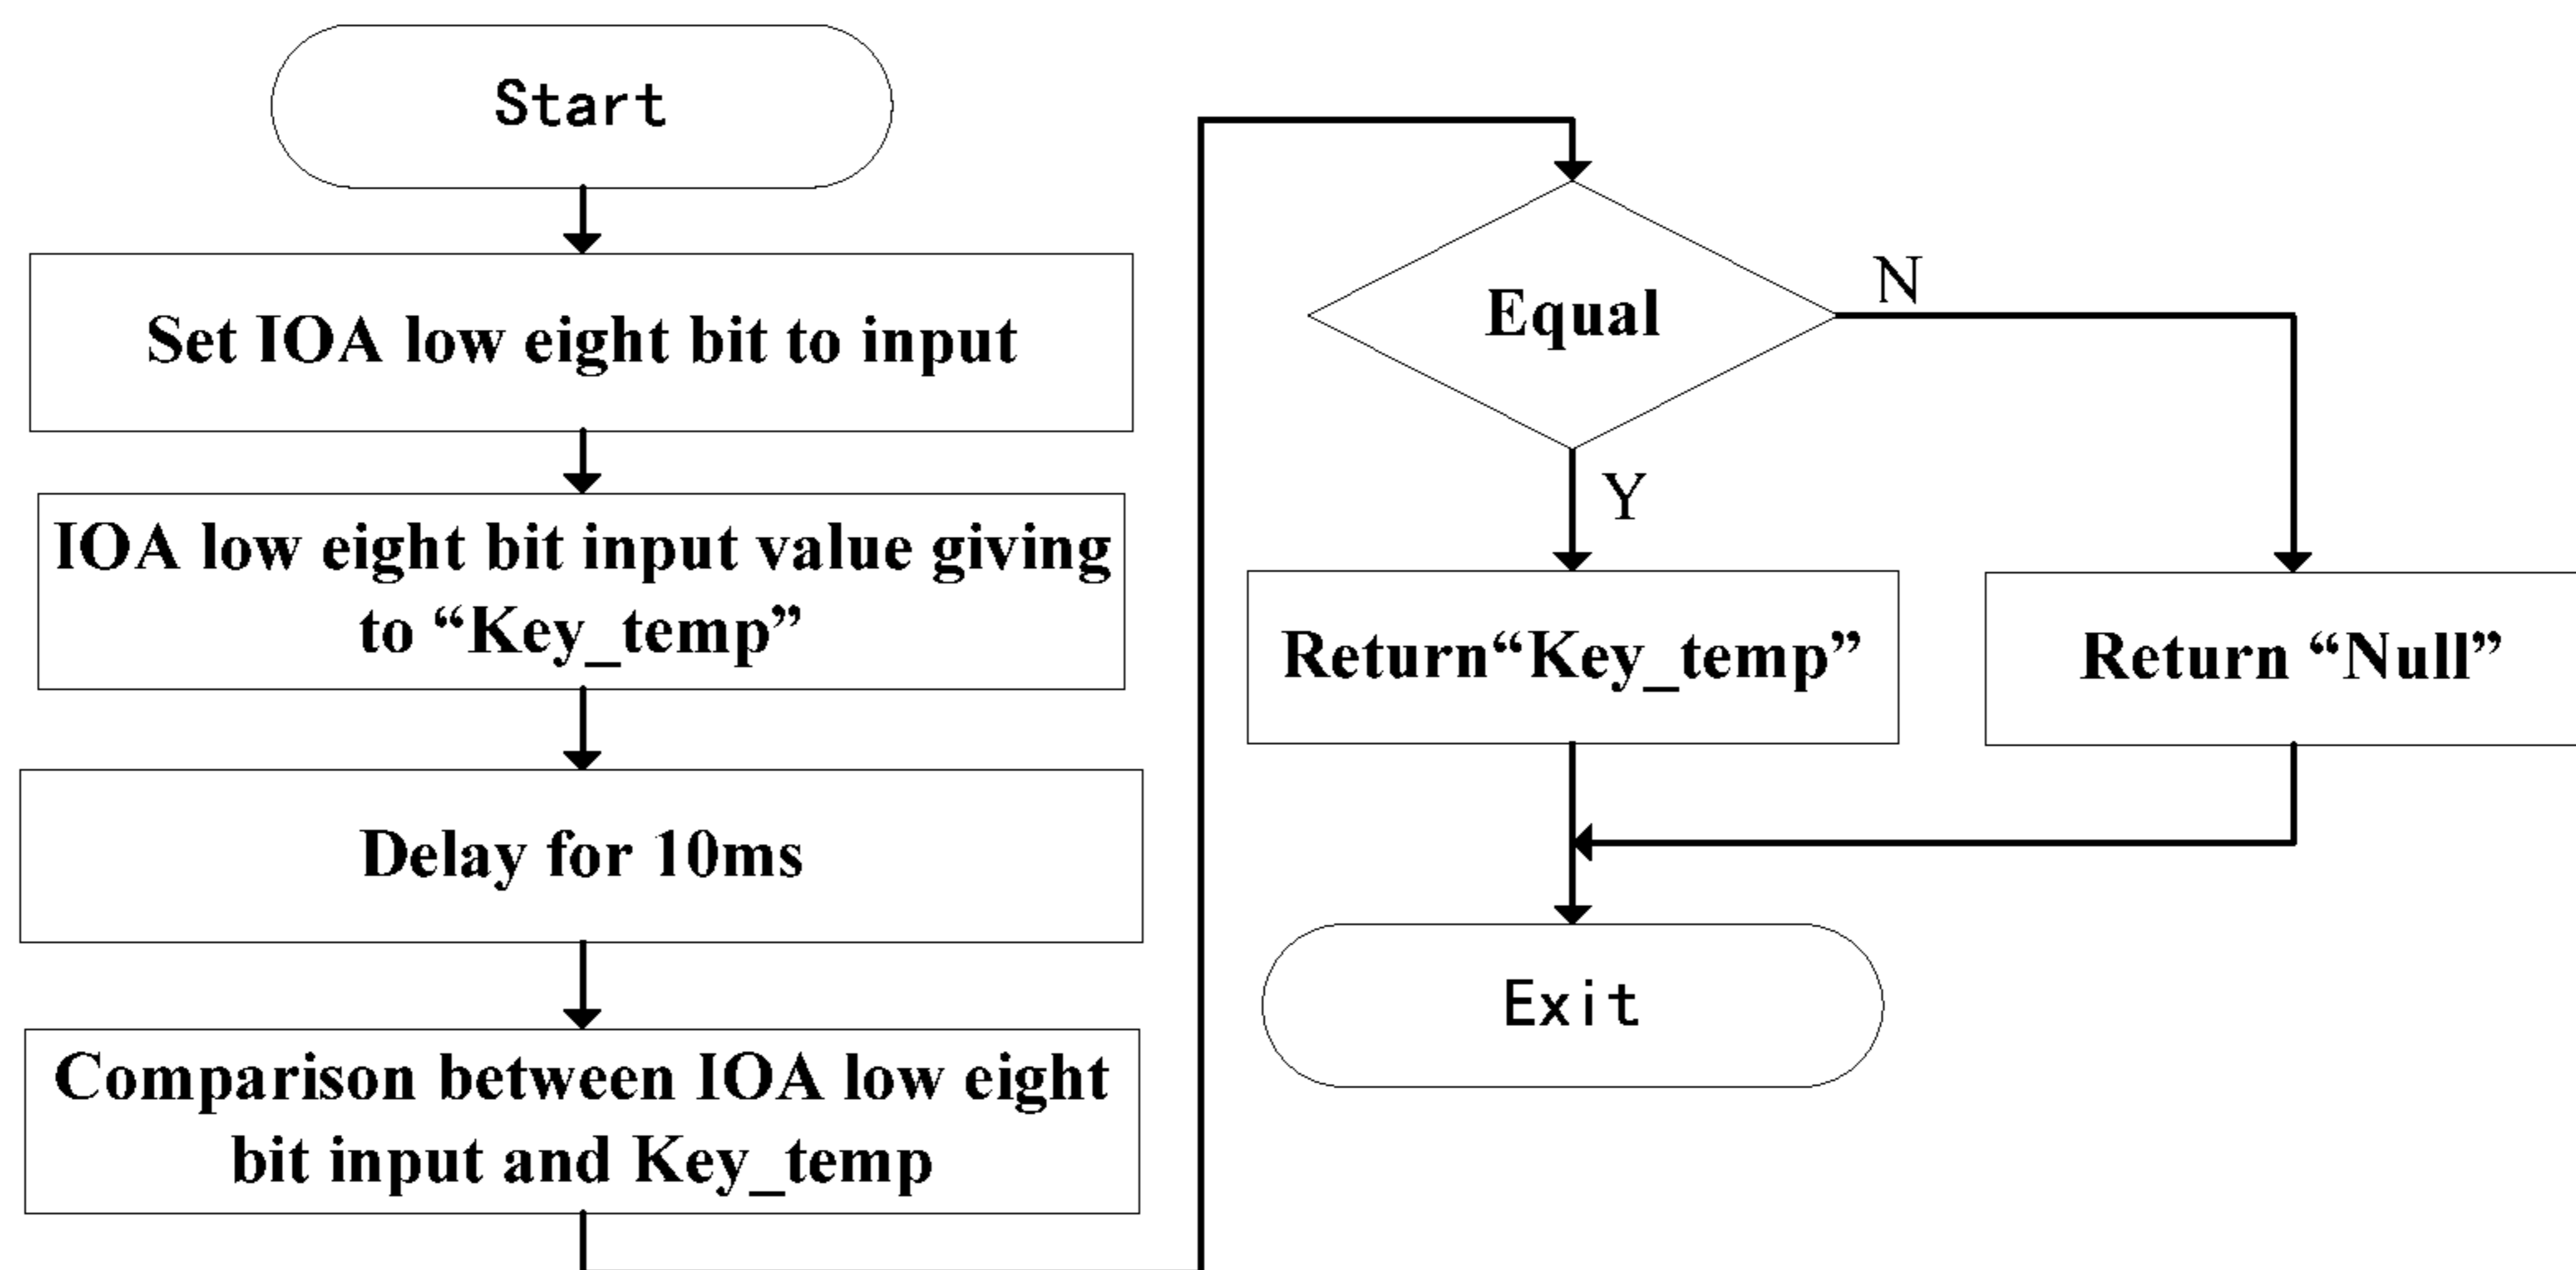 Start
Set IOA low eight bit to input
IOA low eight bit input value giving
to “Key_temp”
Delay for 10ms
Comparison between IOA low eight
bit input and Key_temp
Equal
N
Y
Return“Key_temp”
Return “Null”
Exit